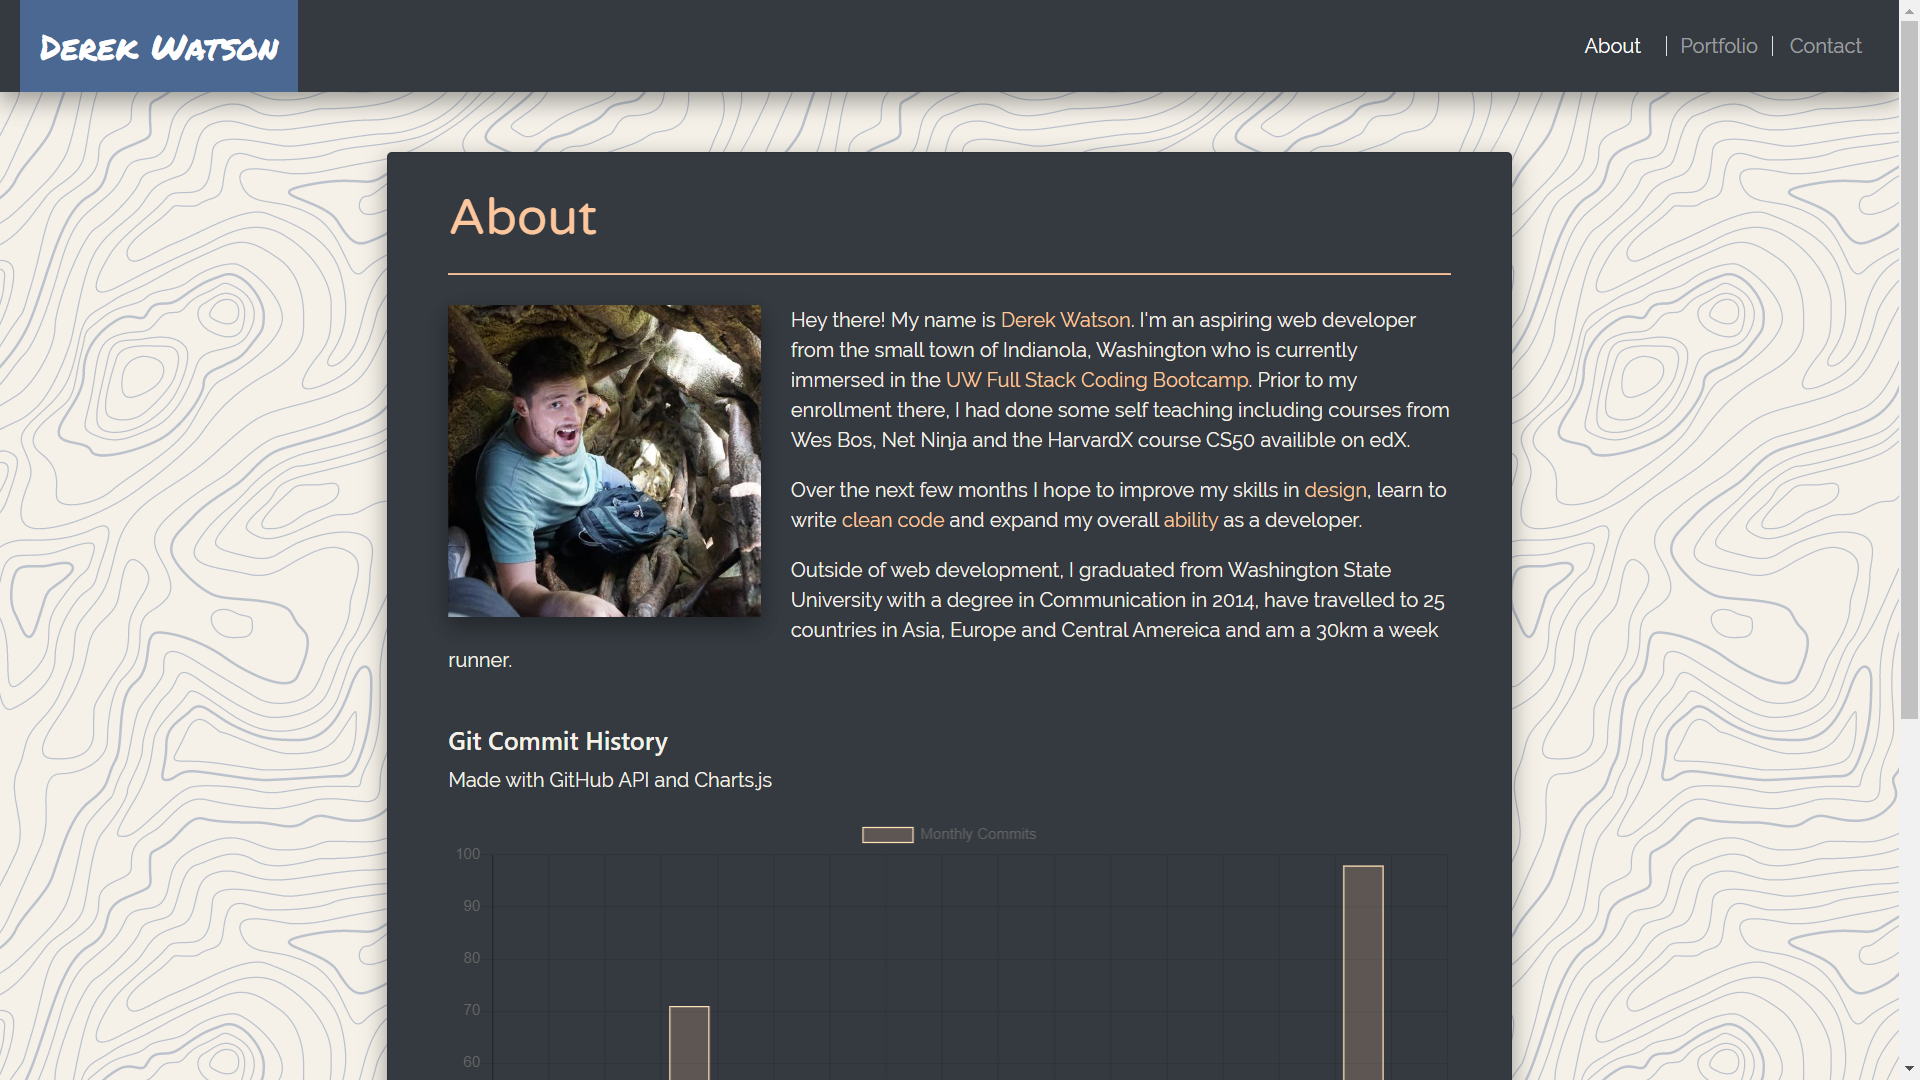 Derek Watson
About
Portfolio
Contact
About
Hey there! My name is Derek Watson. I'm an aspiring web developer
from the small town of Indianola, Washington who is currently
immersed in the UW Full Stack Coding Bootcamp. Prior to my
enrollment there, I had done some self teaching including courses from
Wes Bos, Net Ninja and the HarvardX course CS50 availible on edX.
Over the next few months I hope to improve my skills in design, learn to
write clean code and expand my overall ability as a developer.
Outside of web development, I graduated from Washington State
University with a degree in Communication in 2014, have travelled to 25
countries in Asia, Europe and Central Amereica and am a 30km a week
runner.
Git Commit History
Made with GitHub API and Charts.js
Monthly Commits
100
90
80
70
60